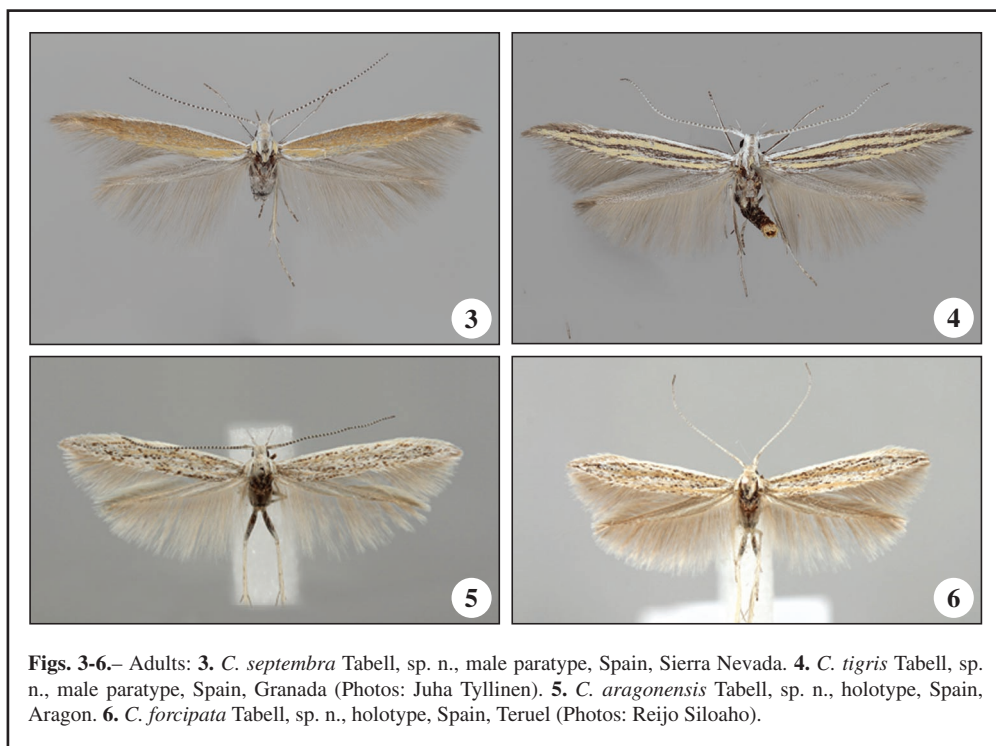 3
4
5
6
Figs. 3-6.– Adults: 3. C. septembra Tabell, sp. n., male paratype, Spain, Sierra Nevada. 4. C. tigris Tabell, sp.
n., male paratype, Spain, Granada (Photos: Juha Tyllinen). 5. C. aragonensis Tabell, sp. n., holotype, Spain,
Aragon. 6. C. forcipata Tabell, sp. n., holotype, Spain, Teruel (Photos: Reijo Siloaho).